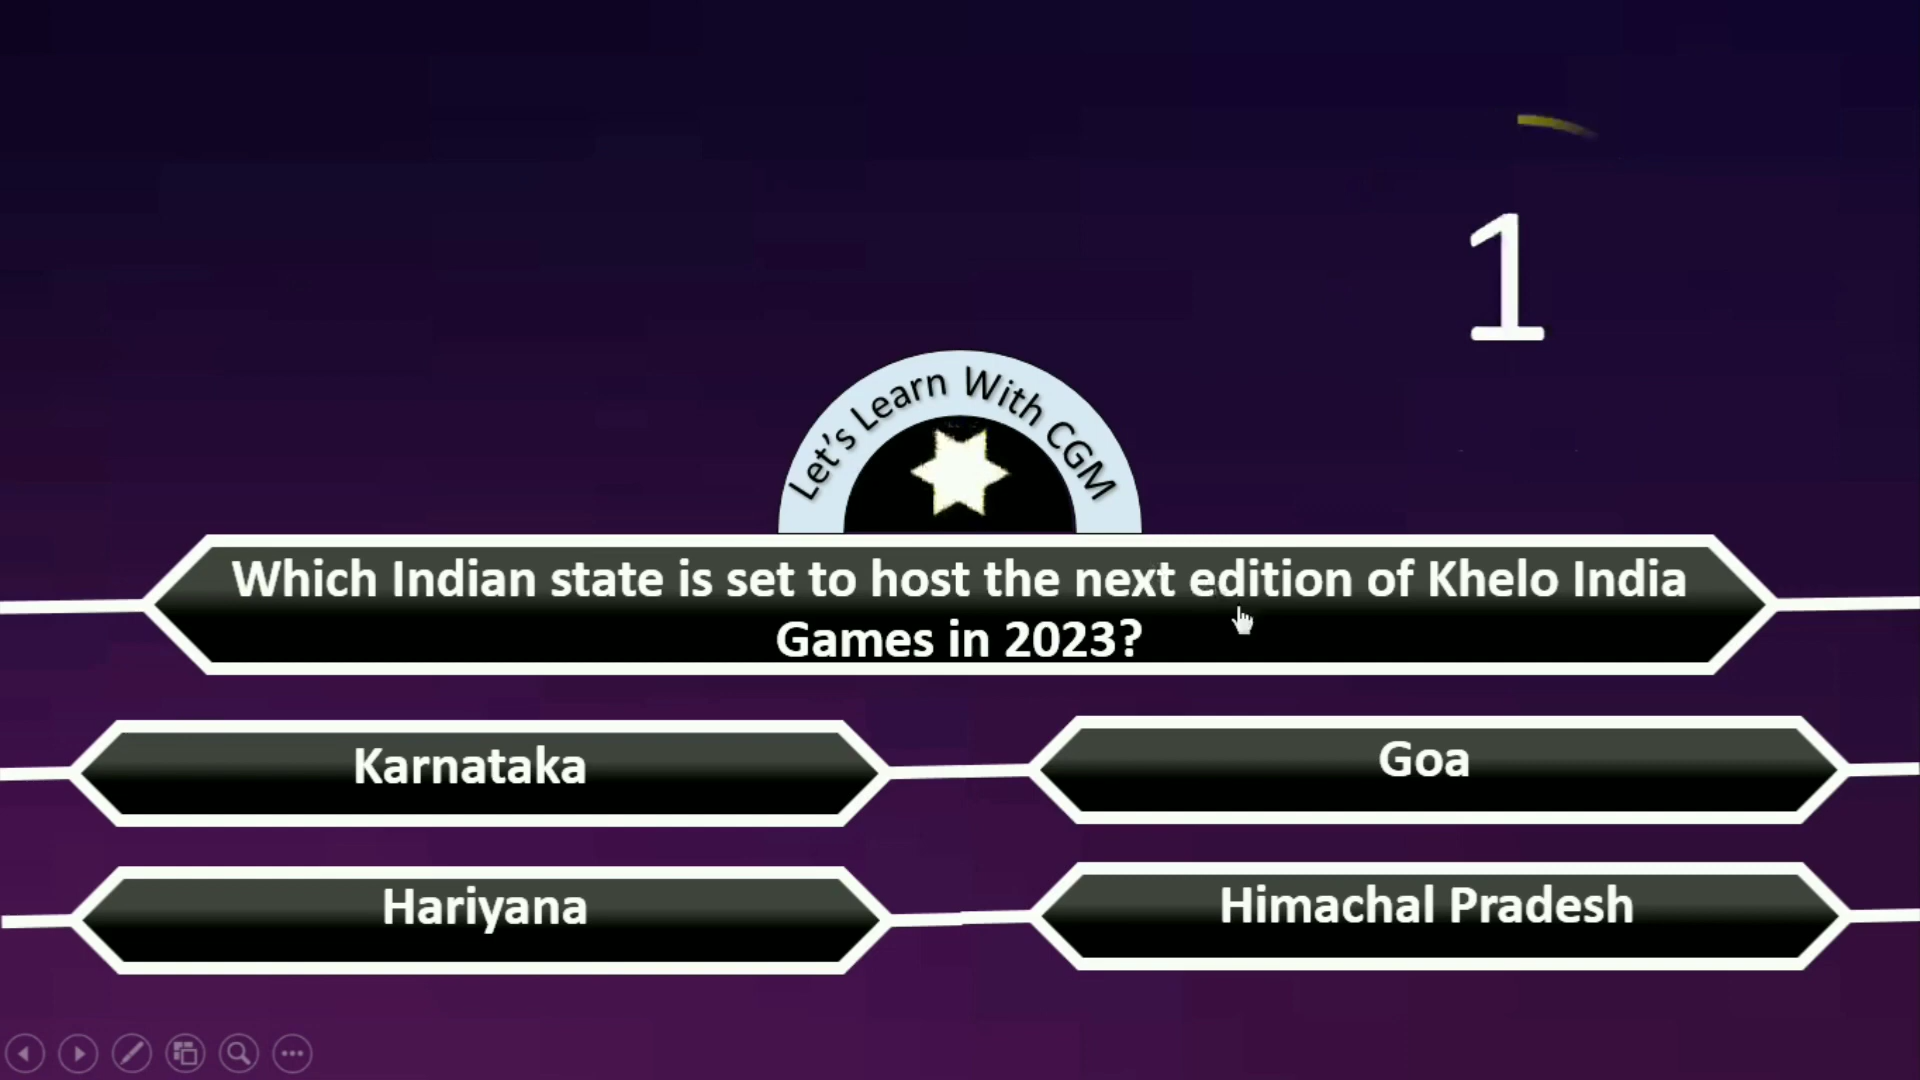 1
Let's Learn With CGM
Which Indian state is set to host the next edition of Khelo India
Games in 2023?
Karnataka
Goa
Hariyana
Himachal Pradesh